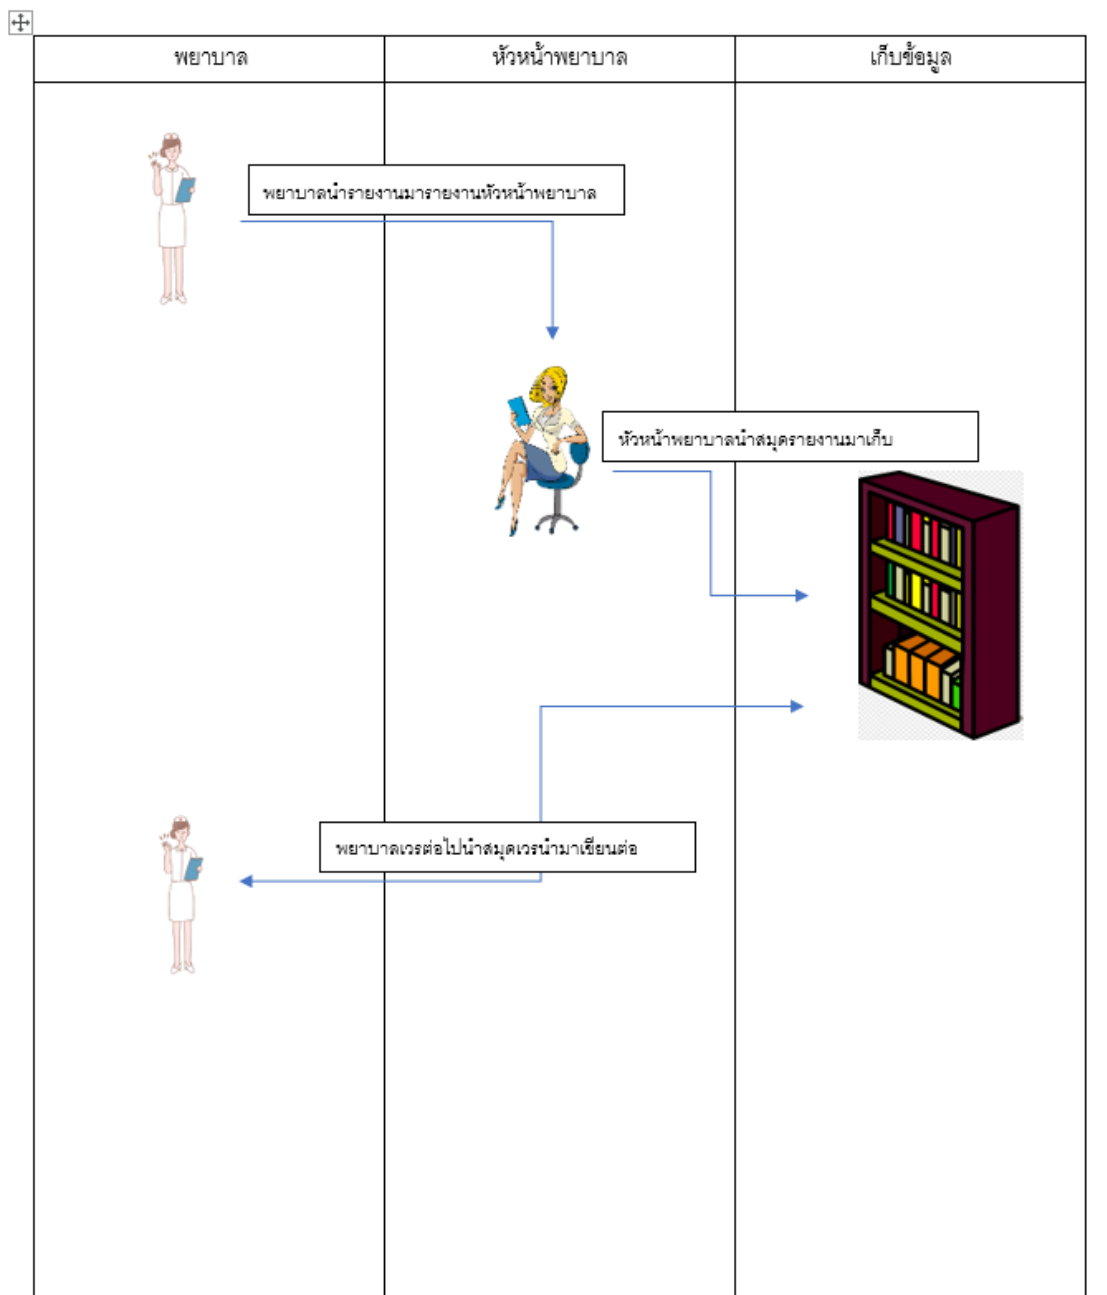 พยาบาล
หัวหน้าพยาบาล
เก็บข้อมูล
พยาบาลนำรายงานมารายงานหัวหน้าพยาบาล
หัวหน้าพยาบาลนำสมุดรายงานมาเก็บ
พยาบาลเวรต่อไปนำสมุดเวรนำมาเขียนต่อ